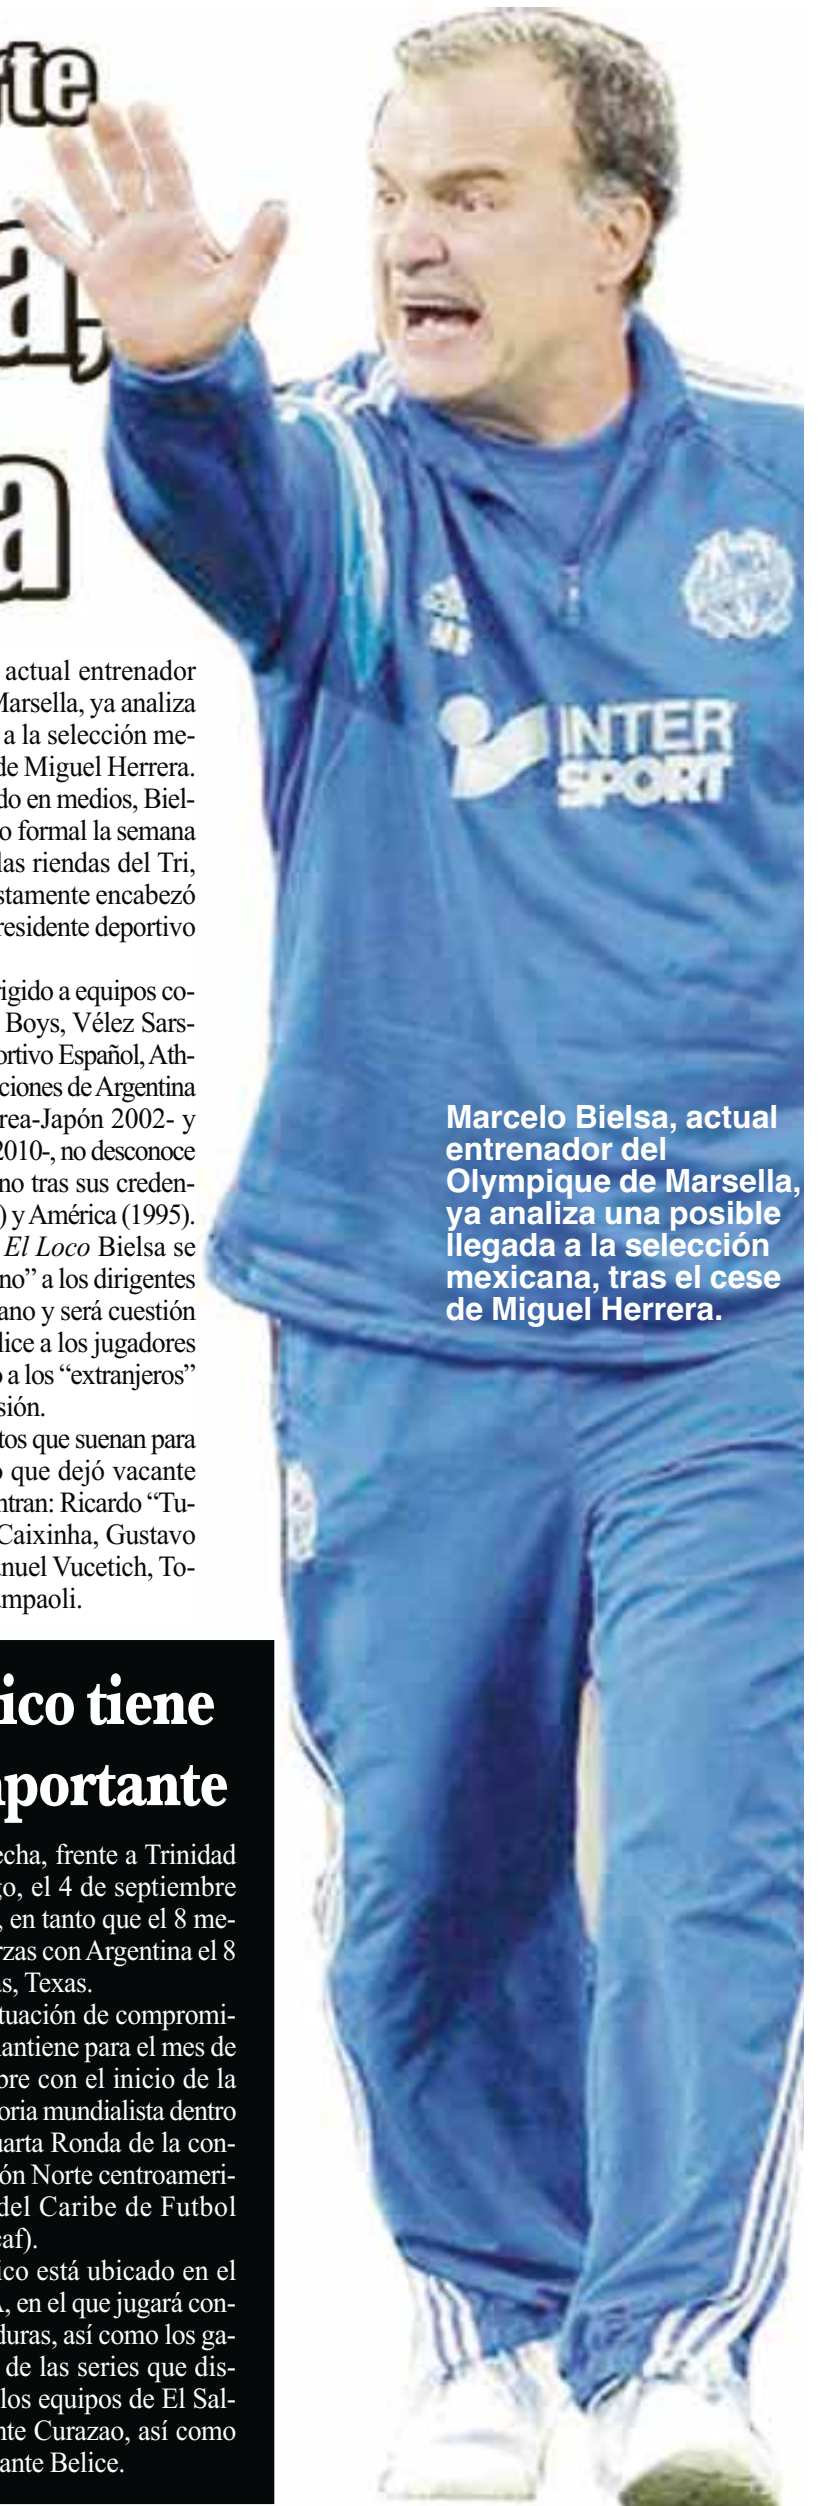 rte
a,
a
actual entrenador
Marsella, ya analiza
a la selección me-
de Miguel Herrera.
do en medios, Biel-
o formal la semana
las riendas del Tri,
stamente encabezó
residente deportivo
rigido a equipos co-
Boys, Vélez Sars-
ortivo Español, Ath-
ciones de Argentina
rea-Japón 2002- y
2010-, no desconoce
no tras sus creden-
) y América (1995).
El Loco Bielsa se
no” a los dirigentes
ano y será cuestión
lice a los jugadores
o a los “extranjeros”
sión.
tos que suenan para
o que dejó vacante
ntran: Ricardo “Tu-
Caixinha, Gustavo
nuel Vucetich, To-
mpaoli.
INTER
SPORT
Marcelo Bielsa, actual
entrenador del
Olympique de Marsella,
ya analiza una posible
llegada a la selección
mexicana, tras el cese
de Miguel Herrera.
ico tiene
portante
echa, frente a Trinidad
go, el 4 de septiembre
, en tanto que el 8 me-
rzas con Argentina el 8
as, Texas.
tuación de compromi-
mantiene para el mes de
bre con el inicio de la
oria mundialista dentro
uarta Ronda de la con-
ón Norte centroameri-
del Caribe de Futbol
caf).
ico está ubicado en el
A, en el que jugará con-
duras, así como los ga-
de las series que dis-
los equipos de El Sal-
nte Curazao, así como
ante Belice.